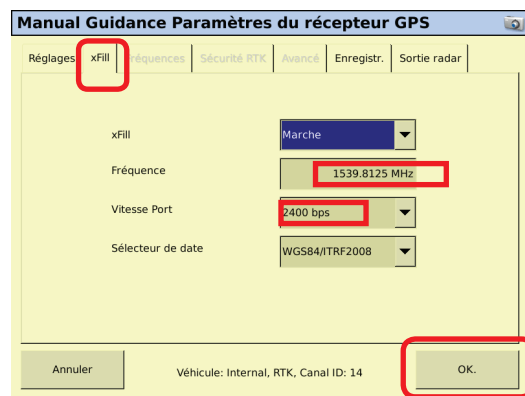 Manual Guidance Paramètres du récepteur GPS
Réglages xFill Fréquences Sécurité RTK Avancé Enregistr. Sortie radar
xFill Marche
Fréquence 1539.8125 MHz
Vitesse Port 2400 bps
Sélecteur de date WGS84/ITRF2008
Annuler Véhicule: Internal, RTK, Canal ID: 14 OK.